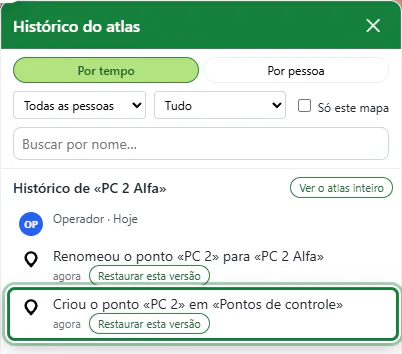 Histórico do atlas
Por tempo
Por pessoa
Todas as pessoas
Tudo
Só este mapa
Buscar por nome...
Histórico de «PC 2 Alfa»
Ver o atlas inteiro
OP
Operador · Hoje
Renomeou o ponto «PC 2» para «PC 2 Alfa»
agora
Restaurar esta versão
Criou o ponto «PC 2» em «Pontos de controle»
agora
Restaurar esta versão